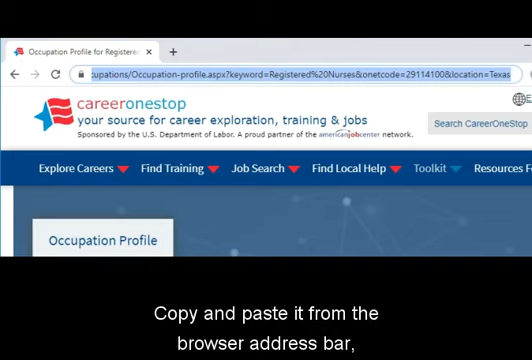 Occupation Profile for Registered
cupations/Occupation-profile.aspx?keyword=Registered%20Nurses&onetcode=29114100&location=Texas
careeronestop
your source for career exploration, training & jobs
Sponsored by the U.S. Department of Labor. A proud partner of the americanjobcenter network.
E
Search CareerOneStop
Explore Careers Find Training Job Search Find Local Help Toolkit Resources F
Occupation Profile
Copy and paste it from the
browser address bar,